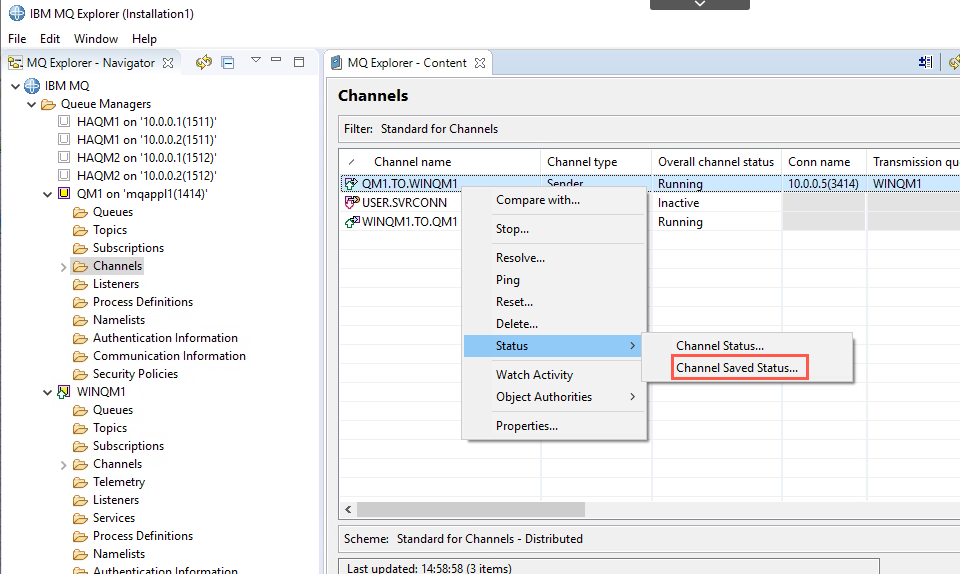 IBM MQ Explorer (Installation1)
File Edit Window Help
MQ Explorer - Navigator
IBM MQ
Queue Managers
HAQM1 on '10.0.0.1(1511)'
HAQM1 on '10.0.0.2(1511)'
HAQM2 on '10.0.0.1(1512)'
HAQM2 on '10.0.0.2(1512)'
QM1 on 'mqappl1(1414)'
Queues
Topics
Subscriptions
Channels
Listeners
Process Definitions
Namelists
Authentication Information
Communication Information
Security Policies
WINQM1
Queues
Topics
Subscriptions
Channels
Telemetry
Listeners
Services
Process Definitions
Namelists
Authentication Information
MQ Explorer - Content
Channels
Filter: Standard for Channels
Channel name Channel type Overall channel status Conn name Transmission qu
QM1.TO.WINQM1 Sender Running 10.0.0.5(3414) WINQM1
USER.SVRCONN Inactive
WINQM1.TO.QM1 Running
Compare with...
Stop...
Resolve...
Ping
Reset...
Delete...
Status
Channel Status...
Channel Saved Status...
Watch Activity
Object Authorities
Properties...
Scheme: Standard for Channels - Distributed
Last updated: 14:58:58 (3 items)